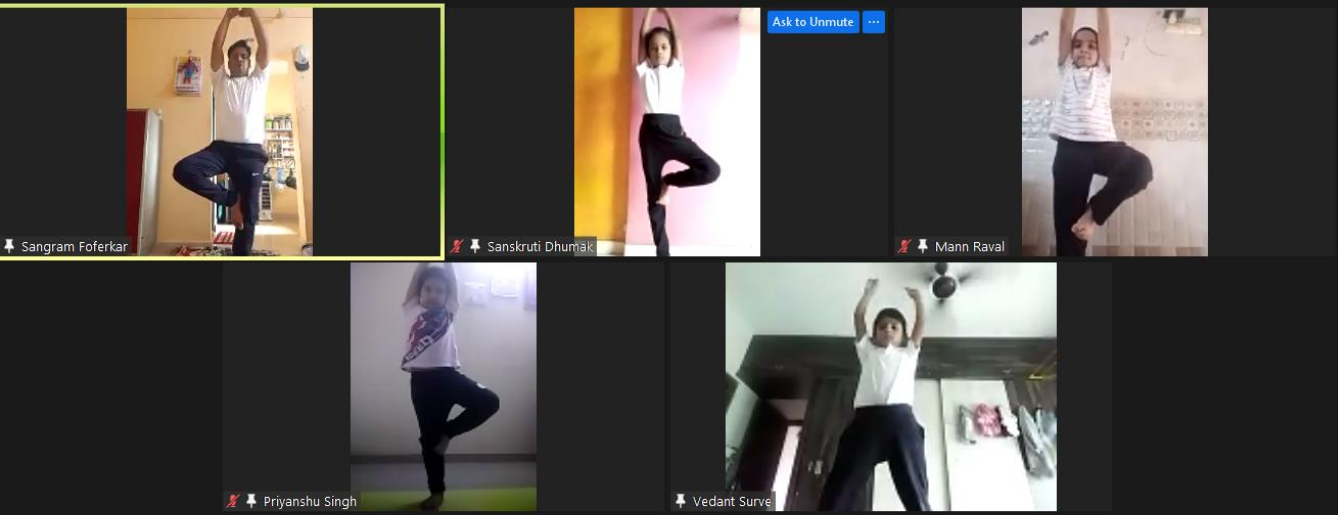 Ask to Unmute ...
Sangram Foferkar
Sanskruti Dhumak
Mann Raval
Priyanshu Singh
Vedant Surve